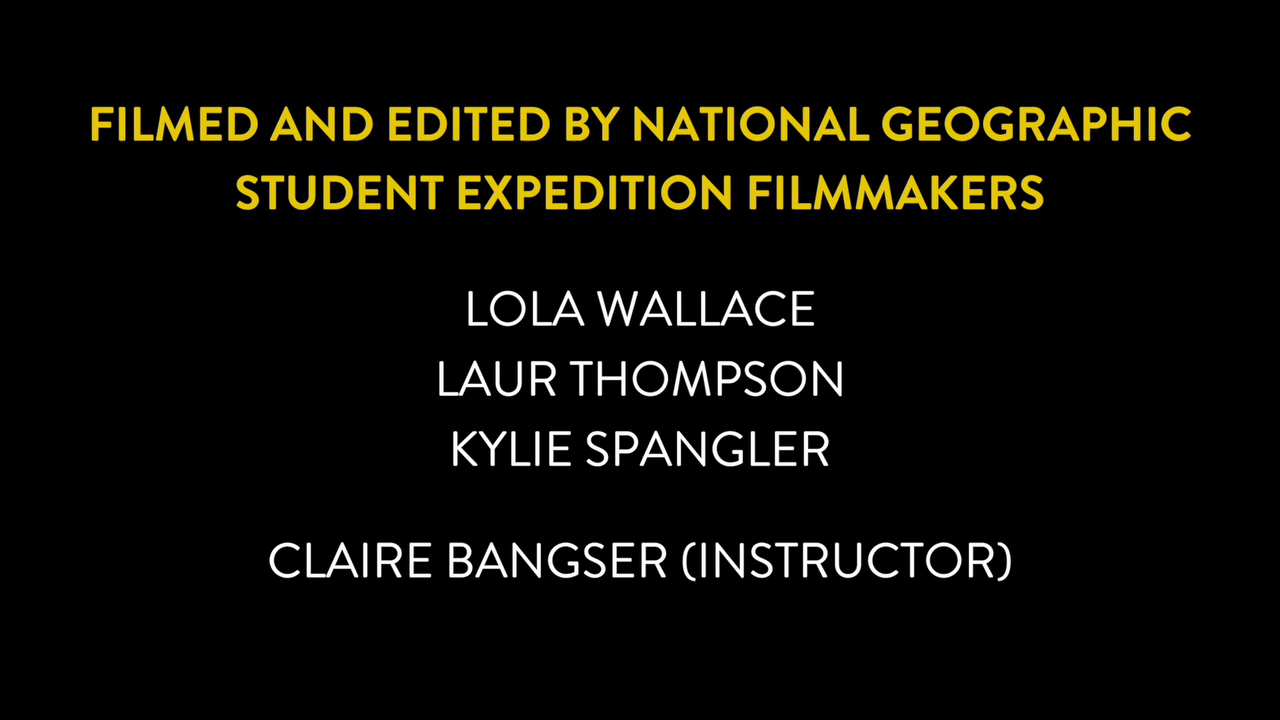 FILMED AND EDITED BY NATIONAL GEOGRAPHIC
STUDENT EXPEDITION FILMMAKERS
LOLA WALLACE
LAUR THOMPSON
KYLIE SPANGLER
CLAIRE BANGSER (INSTRUCTOR)